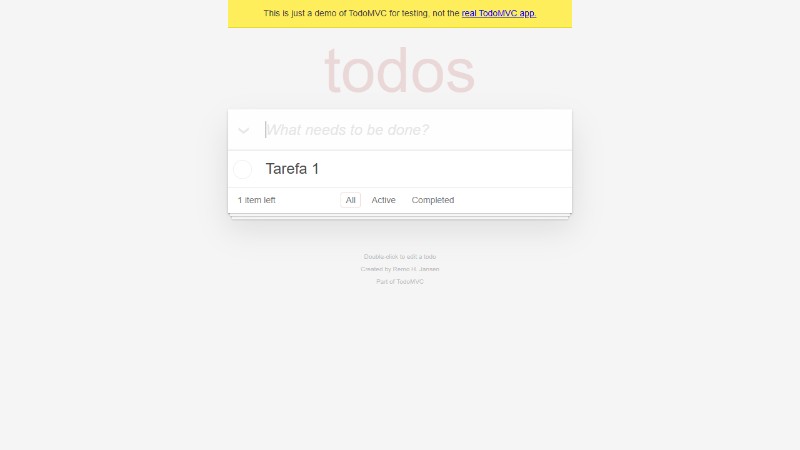 This is just a demo of TodoMVC for testing, not the real TodoMVC app.
todos
What needs to be done?
Tarefa 1
1 item left All Active Completed
Double-click to edit a todo
Created by Remo H. Jansen
Part of TodoMVC